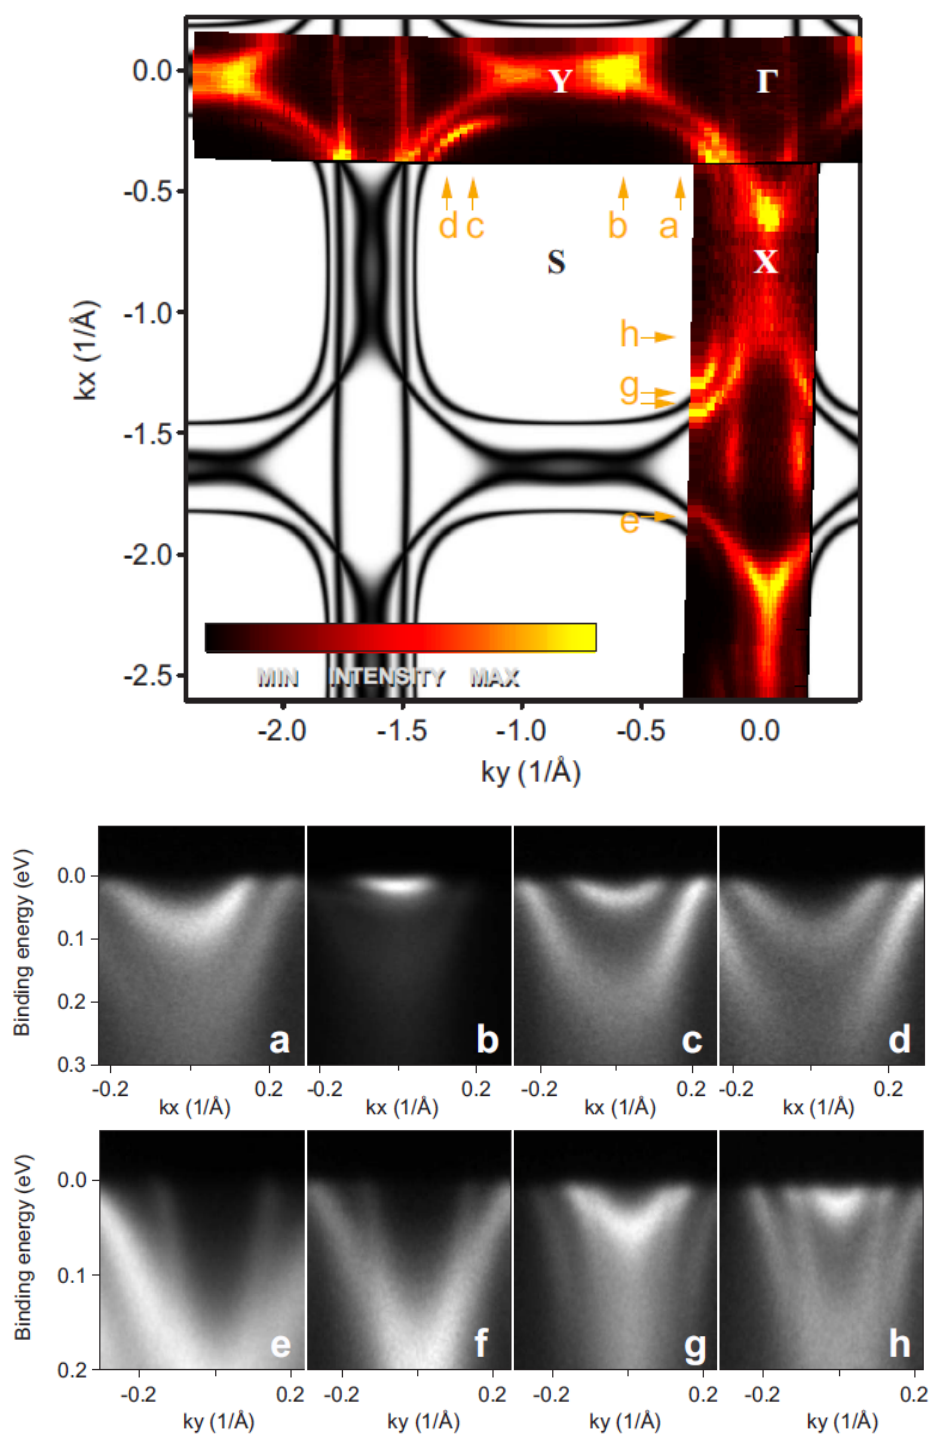 0.0
Y
Γ
-0.5
d
c
b
a
S
X
-1.0
h
kx (1/Å)
g
-1.5
e
-2.0
MIN INTENSITY MAX
-2.5
-2.0 -1.5 -1.0 -0.5 0.0
ky (1/Å)
Binding energy (eV)
0.0
0.1
0.2
0.3
a b c d
-0.2 0.2 -0.2 0.2 -0.2 0.2 -0.2 0.2
kx (1/Å) kx (1/Å) kx (1/Å) kx (1/Å)
Binding energy (eV)
0.0
0.1
0.2
e f g h
-0.2 0.2 -0.2 0.2 -0.2 0.2 -0.2 0.2
ky (1/Å) ky (1/Å) ky (1/Å) ky (1/Å)